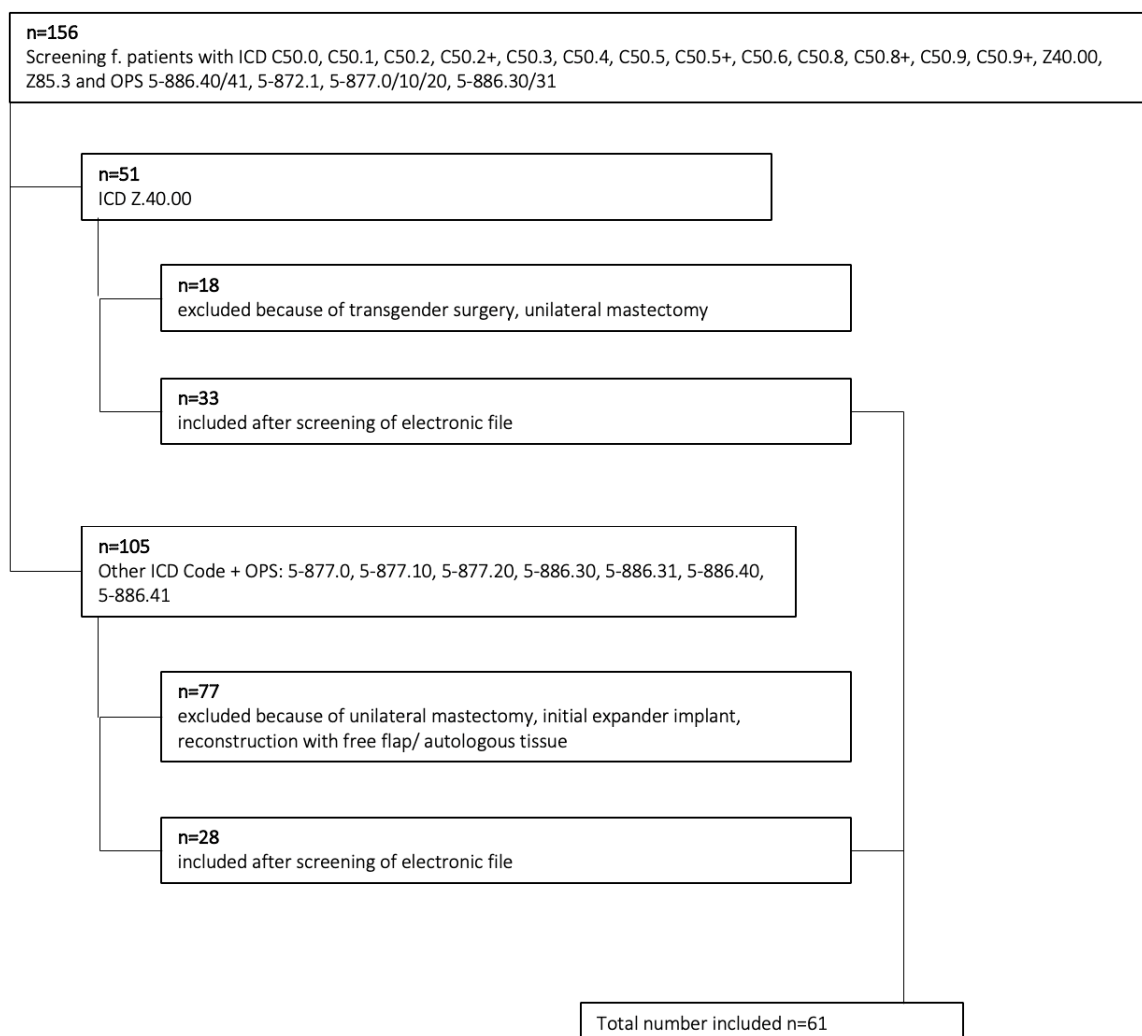 n=156
Screening f. patients with ICD C50.0, C50.1, C50.2, C50.2+, C50.3, C50.4, C50.5, C50.5+, C50.6, C50.8, C50.8+, C50.9, C50.9+, Z40.00,
Z85.3 and OPS 5-886.40/41, 5-872.1, 5-877.0/10/20, 5-886.30/31
n=51
ICD Z.40.00
n=18
excluded because of transgender surgery, unilateral mastectomy
n=33
included after screening of electronic file
n=105
Other ICD Code + OPS: 5-877.0, 5-877.10, 5-877.20, 5-886.30, 5-886.31, 5-886.40,
5-886.41
n=77
excluded because of unilateral mastectomy, initial expander implant,
reconstruction with free flap/ autologous tissue
n=28
included after screening of electronic file
Total number included n=61